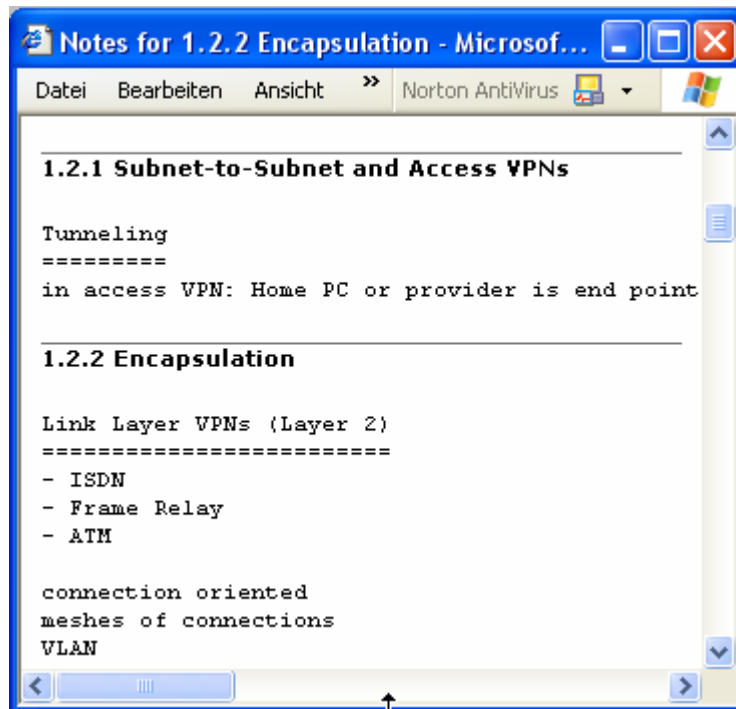 Notes for 1.2.2 Encapsulation - Microsof...
Datei Bearbeiten Ansicht » Norton AntiVirus
1.2.1 Subnet-to-Subnet and Access VPNs
Tunneling
=========
in access VPN: Home PC or provider is end point
1.2.2 Encapsulation
Link Layer VPNs (Layer 2)
=========================
- ISDN
- Frame Relay
- ATM
connection oriented
meshes of connections
VLAN